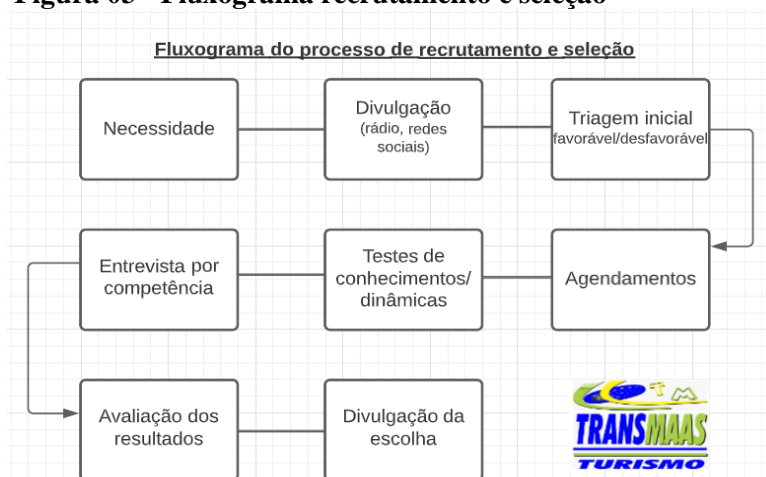 Figura 03 - Fluxograma recrutamento e seleção
Fluxograma do processo de recrutamento e seleção
Necessidade
Divulgação
(rádio, redes
sociais)
Triagem inicial
favorável/desfavorável
Entrevista por
competência
Testes de
conhecimentos/
dinâmicas
Agendamentos
Avaliação dos
resultados
Divulgação da
escolha
T M
TRANSMAAS
TURISMO